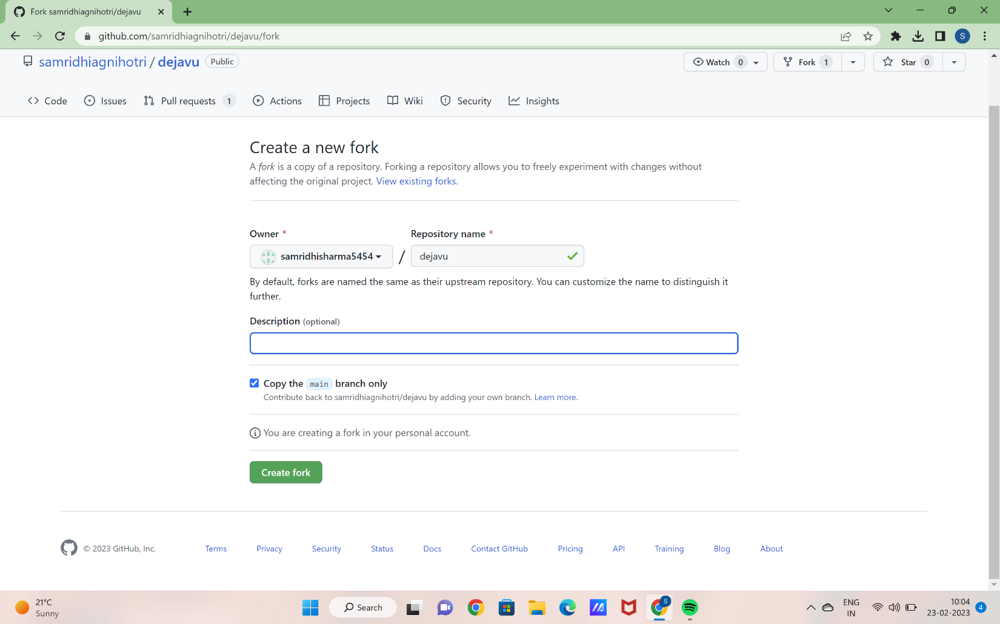 Fork samridhiagnihotri/dejavu
github.com/samridhiagnihotri/dejavu/fork
S
samridhiagnihotri / dejavu Public
Watch 0
Fork 1
Star 0
Code Issues Pull requests 1 Actions Projects Wiki Security Insights
Create a new fork
A fork is a copy of a repository. Forking a repository allows you to freely experiment with changes without
affecting the original project. View existing forks.
Owner * Repository name *
samridhisharma5454 / dejavu
By default, forks are named the same as their upstream repository. You can customize the name to distinguish it
further.
Description (optional)
Copy the main branch only
Contribute back to samridhiagnihotri/dejavu by adding your own branch. Learn more.
You are creating a fork in your personal account.
Create fork
© 2023 GitHub, Inc. Terms Privacy Security Status Docs Contact GitHub Pricing API Training Blog About
21°C
Sunny
Search
S
ENG
IN
10:04
23-02-2023
4